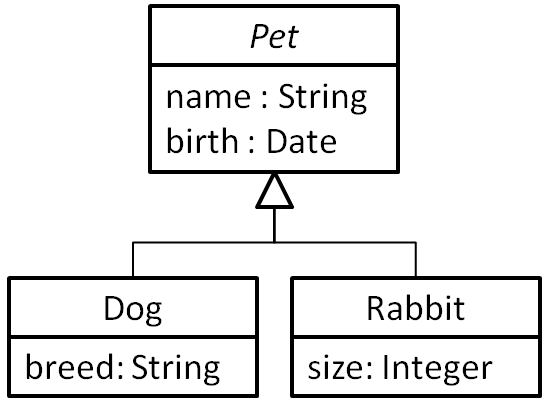 Pet
name : String
birth : Date
Dog
breed: String
Rabbit
size: Integer